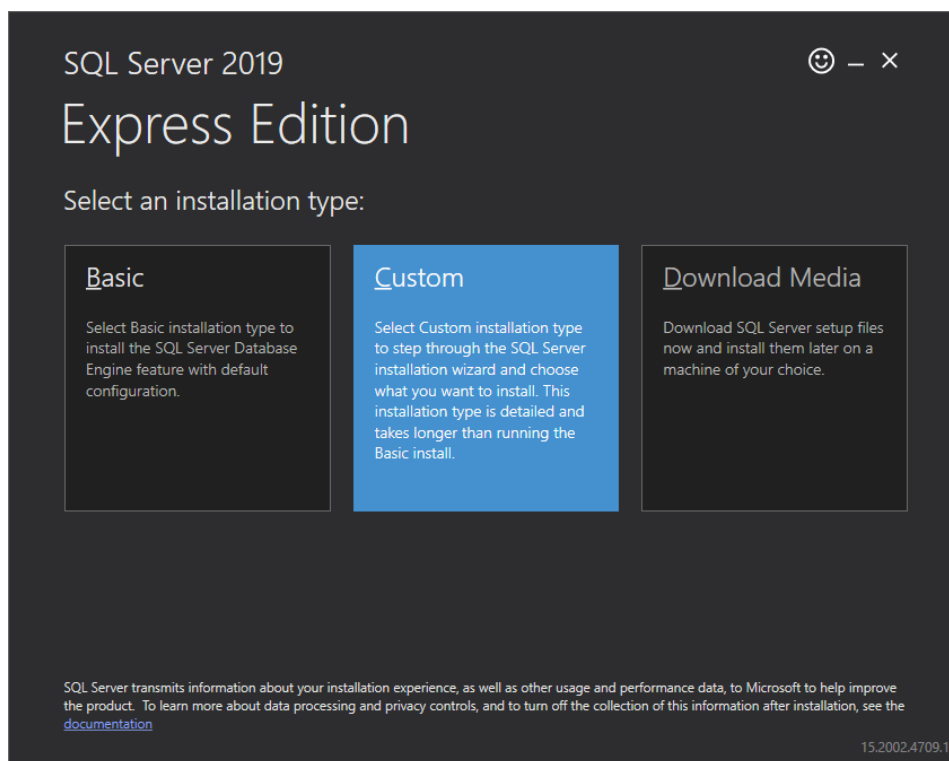 SQL Server 2019
Express Edition
Select an installation type:
Basic
Select Basic installation type to
install the SQL Server Database
Engine feature with default
configuration.
Custom
Select Custom installation type
to step through the SQL Server
installation wizard and choose
what you want to install. This
installation type is detailed and
takes longer than running the
Basic install.
Download Media
Download SQL Server setup files
now and install them later on a
machine of your choice.
SQL Server transmits information about your installation experience, as well as other usage and performance data, to Microsoft to help improve
the product.  To learn more about data processing and privacy controls, and to turn off the collection of this information after installation, see the
documentation
15.2002.4709.1